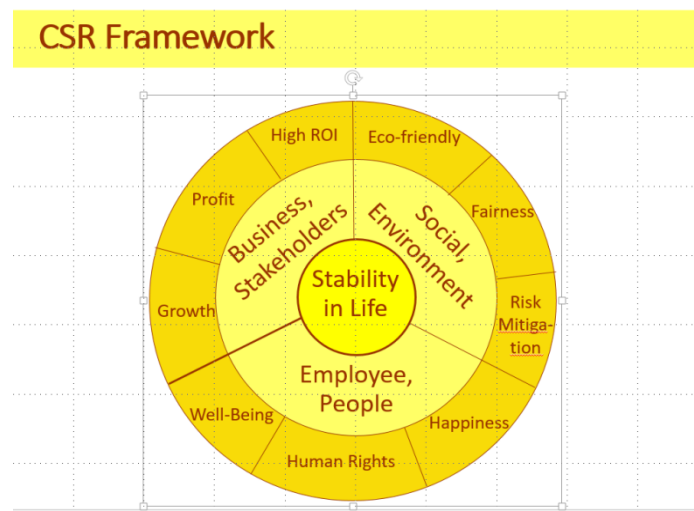 CSR Framework
High ROI
Eco-friendly
Profit
Fairness
Business,
Stakeholders
Social,
Environment
Stability
in Life
Growth
Risk
Mitiga-
tion
Employee,
People
Well-Being
Happiness
Human Rights